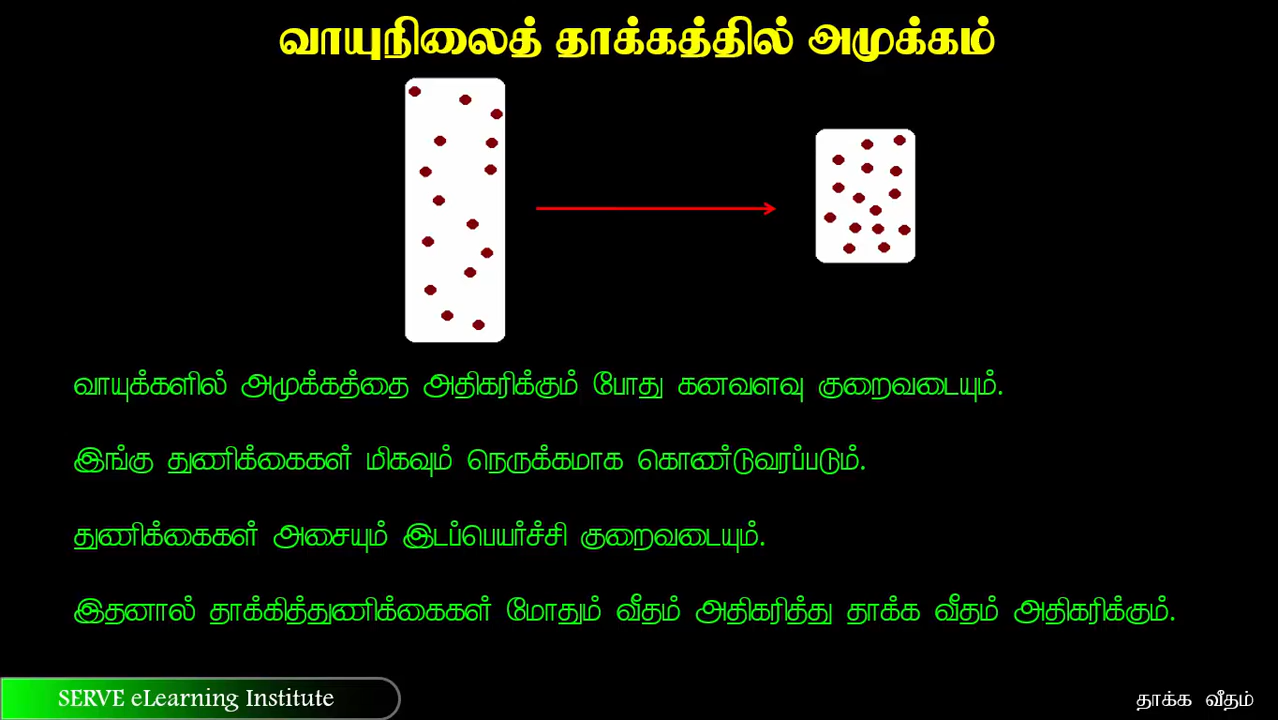 வாயுநிலைத் தாக்கத்தில் அமுக்கம்
வாயுக்களில் அமுக்கத்தை அதிகரிக்கும் போது கனவளவு குறைவடையும்.
இங்கு துணிக்கைகள் மிகவும் நெருக்கமாக கொண்டுவரப்படும்.
துணிக்கைகள் அசையும் இடப்பெயர்ச்சி குறைவடையும்.
இதனால் தாக்கித்துணிக்கைகள் மோதும் வீதம் அதிகரித்து தாக்க வீதம் அதிகரிக்கும்.
SERVE eLearning Institute
தாக்க வீதம்